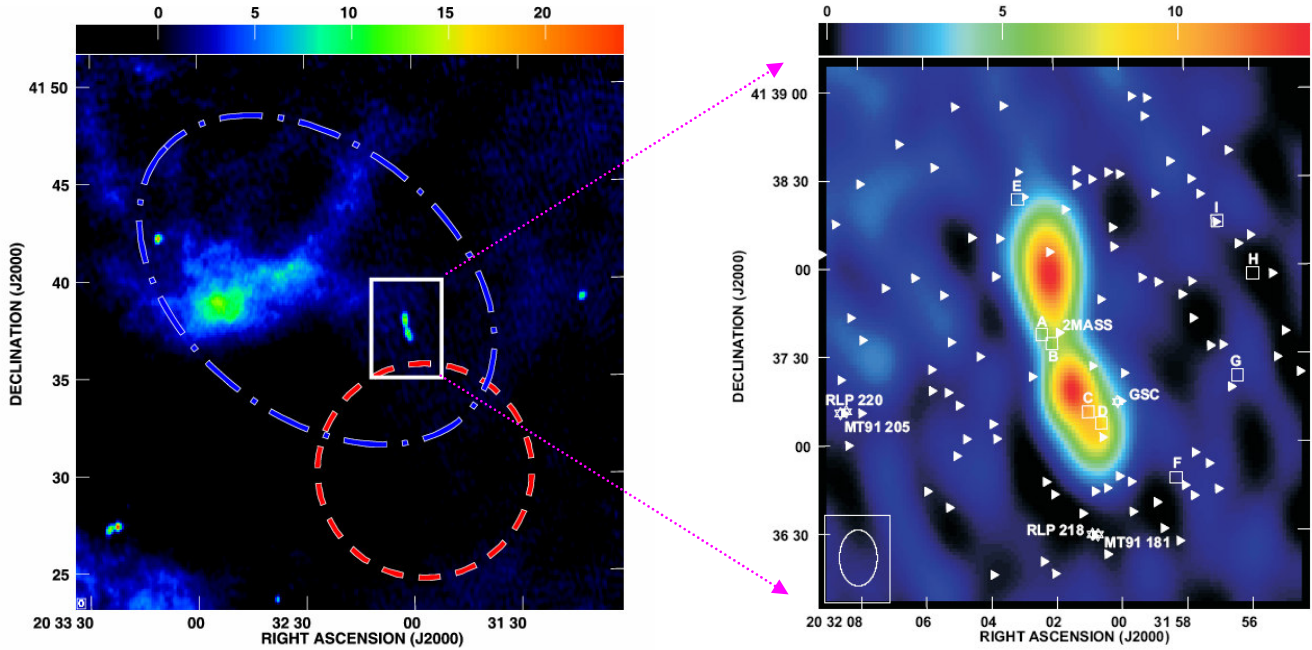 0 5 10 15 20
41 50
45
40
35
30
25
DECLINATION (J2000)
20 33 30 00 32 30 00 31 30
RIGHT ASCENSION (J2000)
0 5 10
41 39 00
38 30
00
37 30
00
36 30
DECLINATION (J2000)
E
I
H
A 2MASS
B
G
C GSC
D
RLP 220
MT91 205
F
RLP 218 MT91 181
20 32 08 06 04 02 00 31 58 56
RIGHT ASCENSION (J2000)